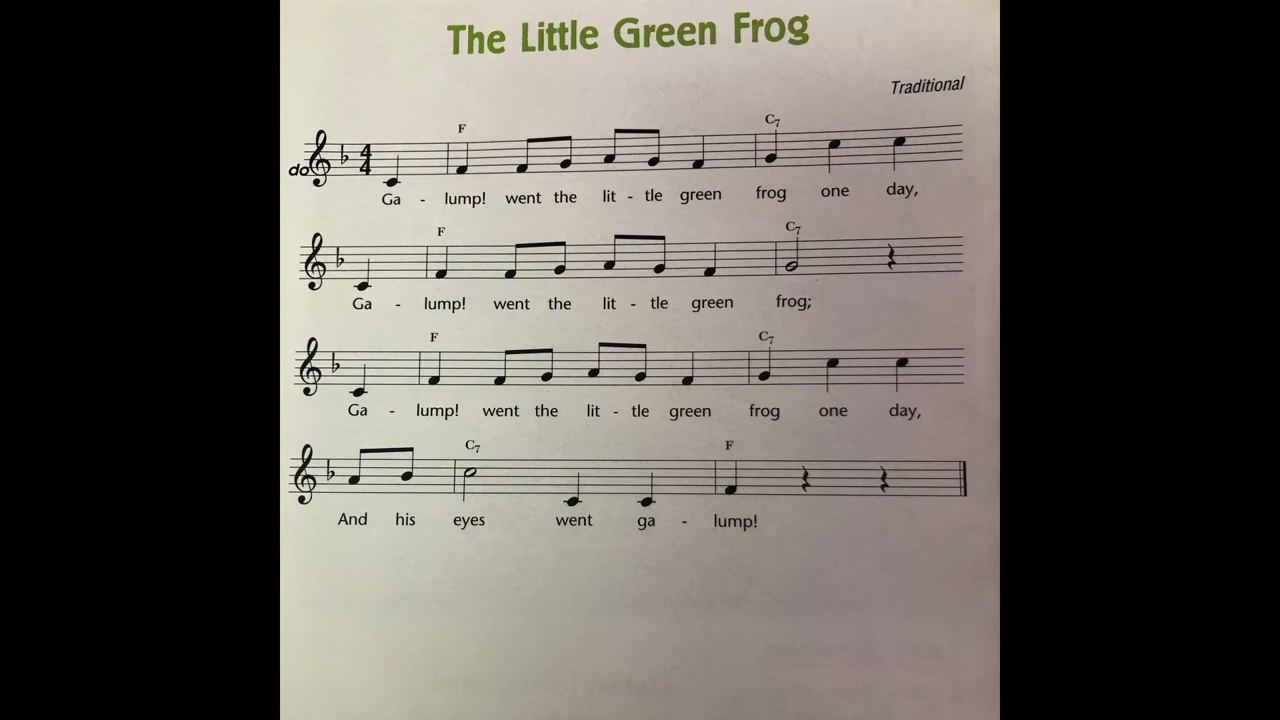 The Little Green Frog
Traditional
F C7
do 4 4
Ga - lump! went the lit - tle green frog one day,
F C7
Ga - lump! went the lit - tle green frog;
F C7
Ga - lump! went the lit - tle green frog one day,
C7 F
And his eyes went ga - lump!